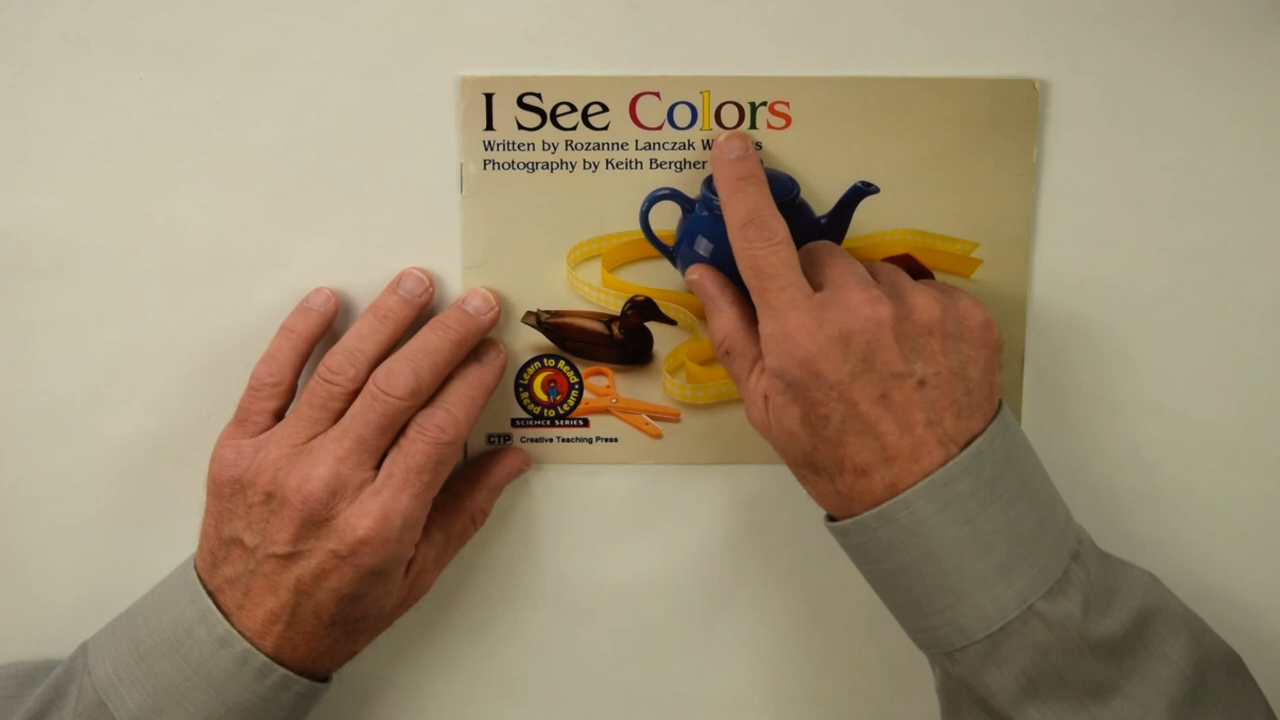 I See Colors
Written by Rozanne Lanczak
Photography by Keith Bergher
Learn to Read
Read to Learn
SCIENCE SERIES
CTP Creative Teaching Press